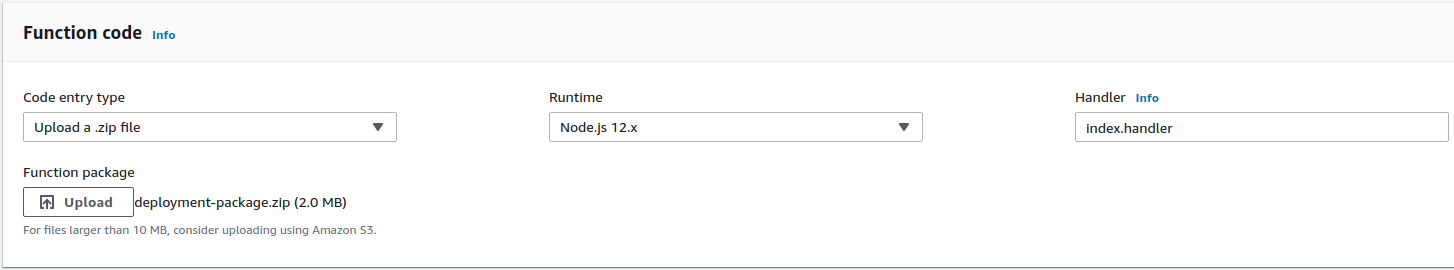 Function code Info
Code entry type
Upload a .zip file
Runtime
Node.js 12.x
Handler Info
index.handler
Function package
Upload deployment-package.zip (2.0 MB)
For files larger than 10 MB, consider uploading using Amazon S3.